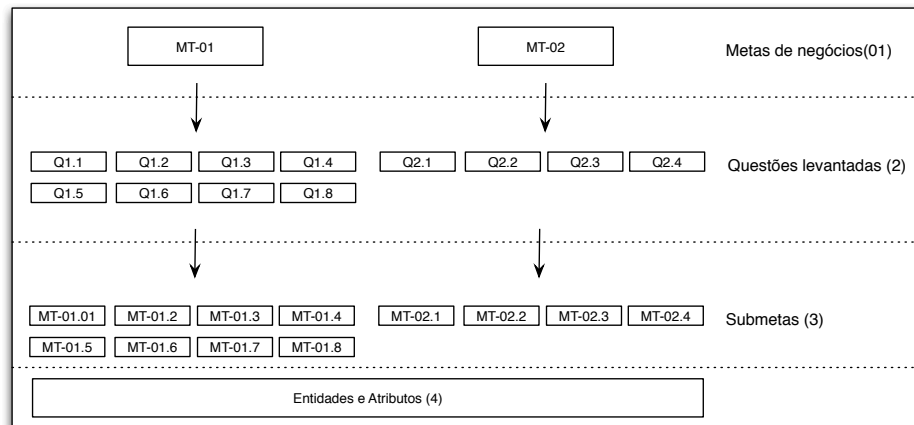 MT-01 MT-02 Metas de negócios(01)
Q1.1 Q1.2 Q1.3 Q1.4 Q2.1 Q2.2 Q2.3 Q2.4 Questões levantadas (2)
Q1.5 Q1.6 Q1.7 Q1.8
MT-01.01 MT-01.2 MT-01.3 MT-01.4 MT-02.1 MT-02.2 MT-02.3 MT-02.4 Submetas (3)
MT-01.5 MT-01.6 MT-01.7 MT-01.8
Entidades e Atributos (4)